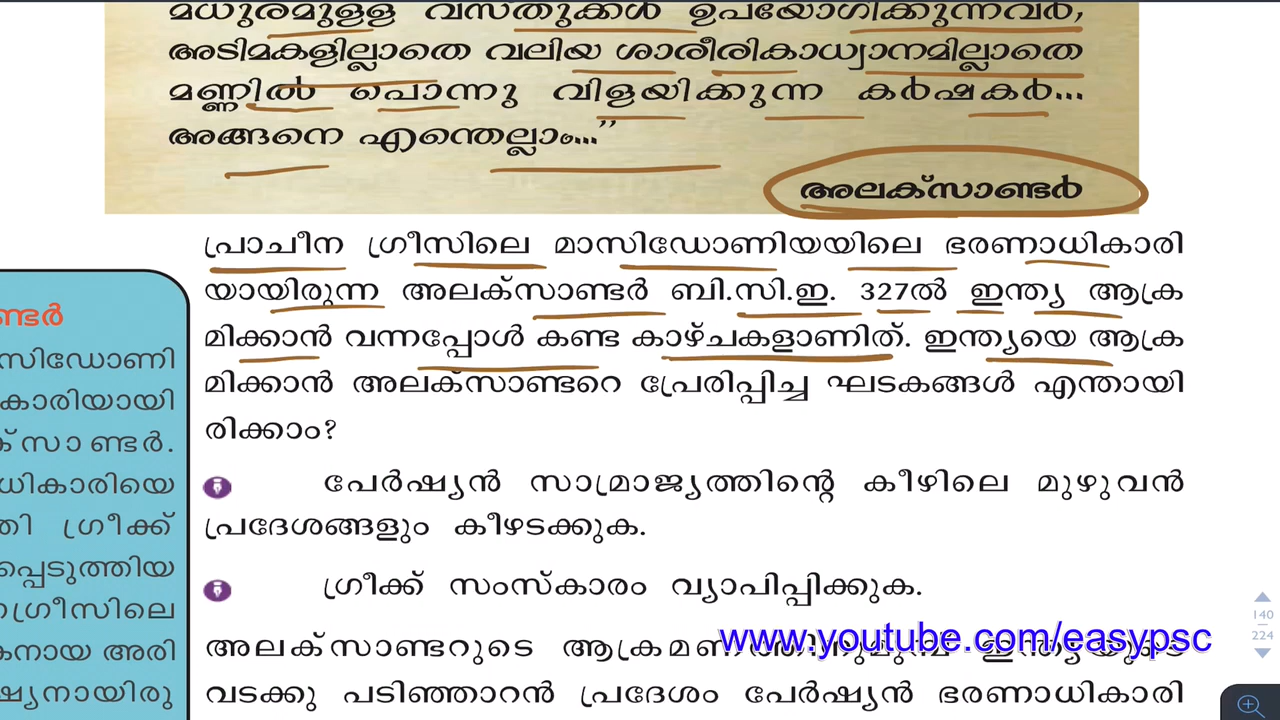 മധുരമുള്ള വസ്തുക്കൾ ഉപയോഗിക്കുന്നവർ,
അടിമകളില്ലാതെ വലിയ ശാരീരികാധ്വാനമില്ലാതെ
മണ്ണിൽ പൊന്നു വിളയിക്കുന്ന കർഷകർ...
അങ്ങനെ എന്തെല്ലാം...”
അലക്സാണ്ടർ
പ്രാചീന ഗ്രീസിലെ മാസിഡോണിയയിലെ ഭരണാധികാരി
യായിരുന്ന അലക്സാണ്ടർ ബി.സി.ഇ. 327ൽ ഇന്ത്യ ആക്ര
മിക്കാൻ വന്നപ്പോൾ കണ്ട കാഴ്ചകളാണിത്. ഇന്ത്യയെ ആക്ര
മിക്കാൻ അലക്സാണ്ടറെ പ്രേരിപ്പിച്ച ഘടകങ്ങൾ എന്തായി
രിക്കാം?
പേർഷ്യൻ സാമ്രാജ്യത്തിന്റെ കീഴിലെ മുഴുവൻ
പ്രദേശങ്ങളും കീഴടക്കുക.
ഗ്രീക്ക് സംസ്കാരം വ്യാപിപ്പിക്കുക.
അലക്സാണ്ടറുടെ
വടക്കു പടിഞ്ഞാറൻ പ്രദേശം പേർഷ്യൻ ഭരണാധികാരി
ണ്ടർ
സിഡോണി
കാരിയായി
ക്സാണ്ടർ.
ധികാരിയെ
തി ഗ്രീക്ക്
പ്പെടുത്തിയ
ഗ്രീസിലെ
കനായ അരി
ഷ്യനായിരു
www.youtube.com/easypsc
140
224